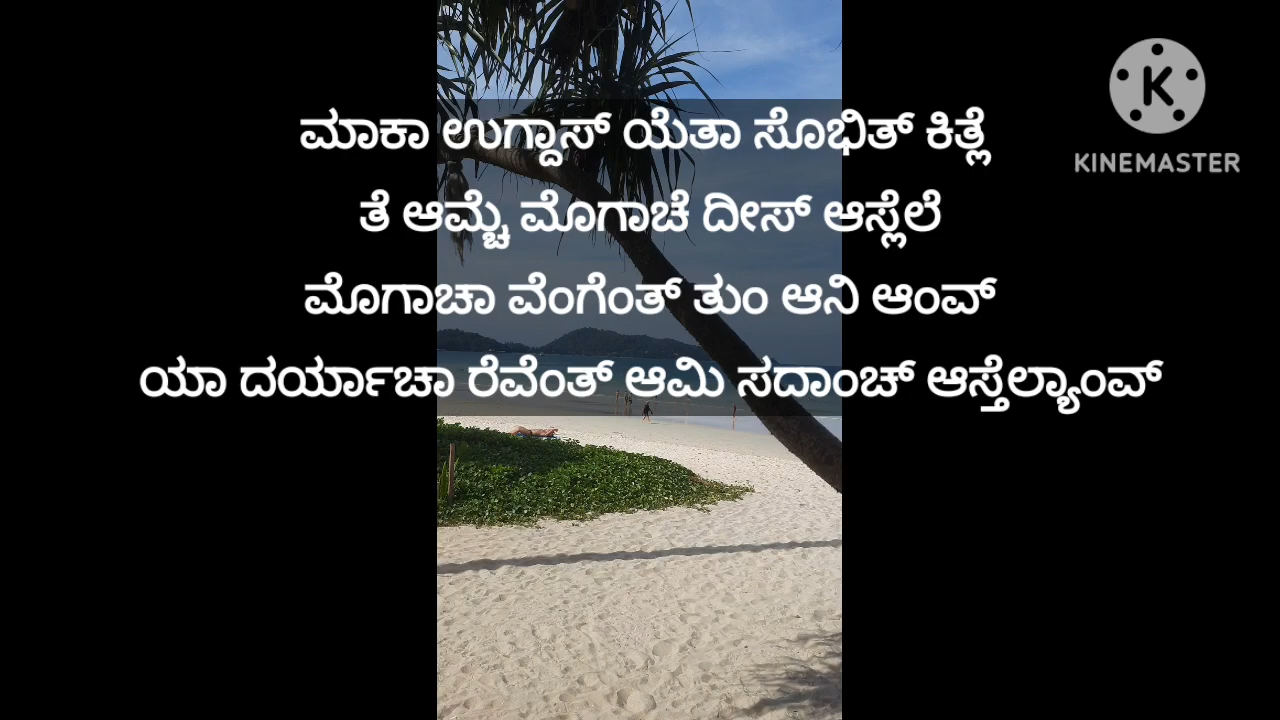 ಮಾಕಾ ಉಗ್ದಾಸ್ ಯೆತಾ ಸೊಭಿತ್ ಕಿತ್ಲೆ
ತೆ ಆಮ್ಚೆ ಮೊಗಾಚೆ ದೀಸ್ ಆಸ್ಲೆಲೆ
ಮೊಗಾಚಾ ವೆಂಗೆಂತ್ ತುಂ ಆನಿ ಆಂವ್
ಯಾ ದರ್ಯಾಚಾ ರೆವೆಂತ್ ಆಮಿ ಸದಾಂಚ್ ಆಸ್ತೆಲ್ಯಾಂವ್
K
KINEMASTER